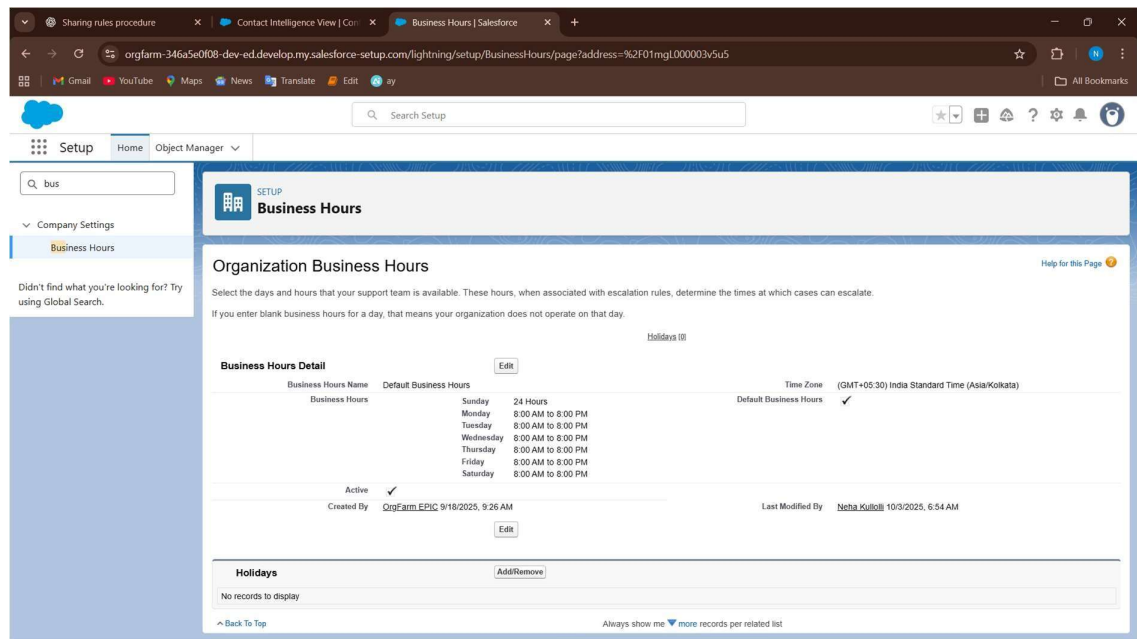 Sharing rules procedure
Contact Intelligence View | Con
Business Hours | Salesforce
orgfarm-346a5e0f08-dev-ed.develop.my.salesforce-setup.com/lightning/setup/BusinessHours/page?address=%2F01mgL000003v5u5
N
Gmail YouTube Maps News Translate Edit ay All Bookmarks
Search Setup
Setup Home Object Manager
bus
Company Settings
Business Hours
Didn't find what you're looking for? Try
using Global Search.
SETUP
Business Hours
Organization Business Hours
Help for this Page
Select the days and hours that your support team is available. These hours, when associated with escalation rules, determine the times at which cases can escalate.
If you enter blank business hours for a day, that means your organization does not operate on that day.
Holidays [0]
Business Hours Detail Edit
Business Hours Name Default Business Hours Time Zone (GMT+05:30) India Standard Time (Asia/Kolkata)
Business Hours Sunday 24 Hours Default Business Hours ✓
Monday 8:00 AM to 8:00 PM
Tuesday 8:00 AM to 8:00 PM
Wednesday 8:00 AM to 8:00 PM
Thursday 8:00 AM to 8:00 PM
Friday 8:00 AM to 8:00 PM
Saturday 8:00 AM to 8:00 PM
Active ✓
Created By OrgFarm EPIC 9/18/2025, 9:26 AM Last Modified By Neha Kullolli 10/3/2025, 6:54 AM
Edit
Holidays Add/Remove
No records to display
Back To Top Always show me more records per related list